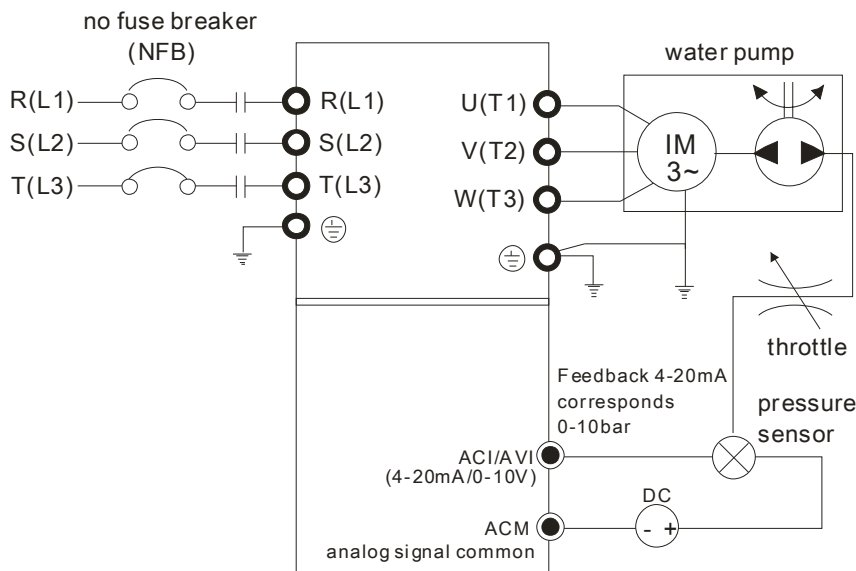 no fuse breaker
(NFB)
R(L1)
S(L2)
T(L3)
R(L1)
S(L2)
T(L3)
U(T1)
V(T2)
W(T3)
water pump
IM
3~
throttle
Feedback 4-20mA
corresponds
0-10bar
pressure
sensor
ACI/AVI
(4-20mA/0-10V)
DC
- +
ACM
analog signal common